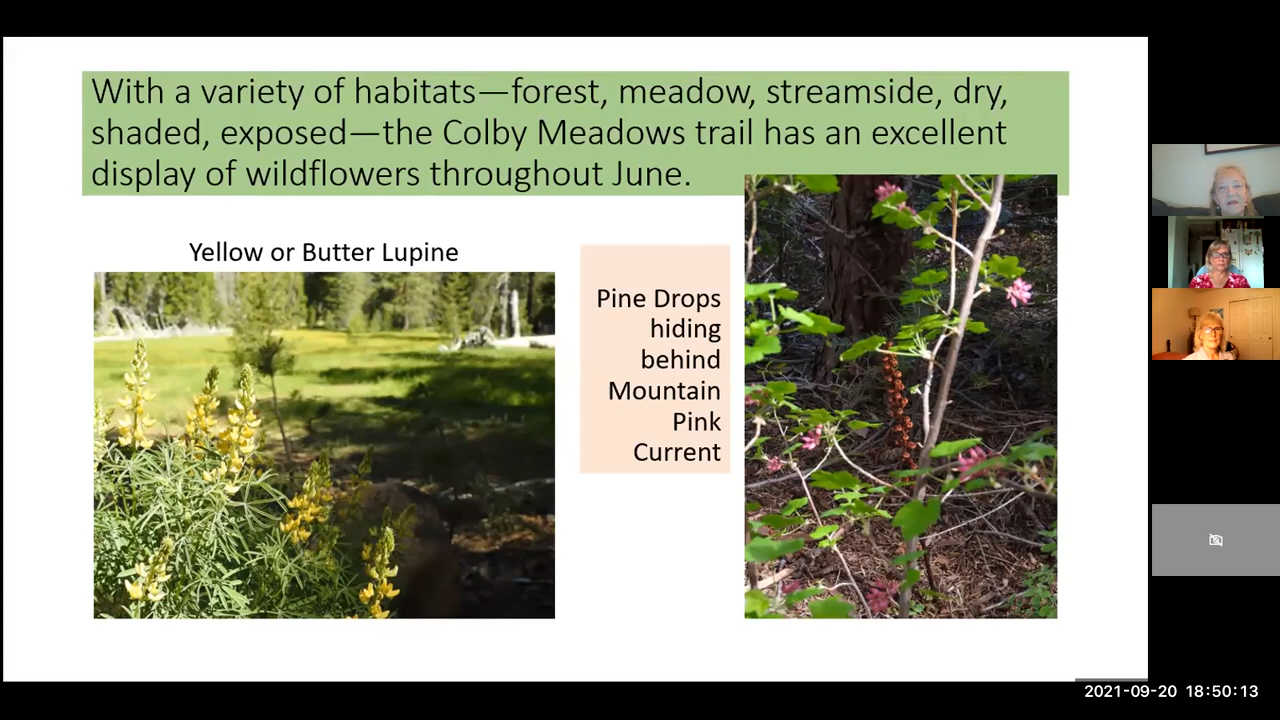 With a variety of habitats—forest, meadow, streamside, dry,
shaded, exposed—the Colby Meadows trail has an excellent
display of wildflowers throughout June.
Yellow or Butter Lupine
Pine Drops
hiding
behind
Mountain
Pink
Current
2021-09-20 18:50:13